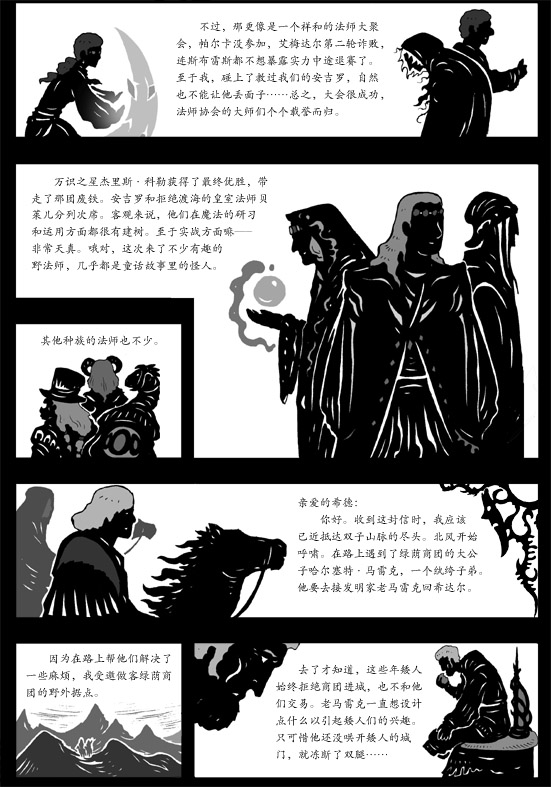 不过，那更像是一个祥和的法师大聚
会，帕尔卡没参加，艾梅达尔第二轮诈败，
连斯布雷斯都不想暴露实力中途退赛了。
至于我，碰上了教过我们的安吉罗，自然
也不能让他丢面子……总之，大会很成功，
法师协会的大师们个个载誉而归。
万识之星杰里斯·科勒获得了最终优胜，带
走了那团废铁。安吉罗和拒绝渡海的皇室法师贝
莱儿分列次席。客观来说，他们在魔法的研习
和运用方面都很有建树。至于实战方面嘛——
非常天真。哦对，这次来了不少有趣的
野法师，几乎都是童话故事里的怪人。
其他种族的法师也不少。
亲爱的希德：
你好。收到这封信时，我应该
已近抵达双子山脉的尽头。北风开始
呼啸。在路上遇到了绿荫商团的大公
子哈尔塞特·马雷克，一个纨绔子弟。
他要去接发明家老马雷克回希达尔。
因为在路上帮他们解决了
一些麻烦，我受邀做客绿荫商
团的野外据点。
去了才知道，这些年矮人
始终拒绝商团进城，也不和他
们交易。老马雷克一直想设计
点什么以引起矮人们的兴趣。
只可惜他还没哄开矮人的城
门，就冻断了双腿……